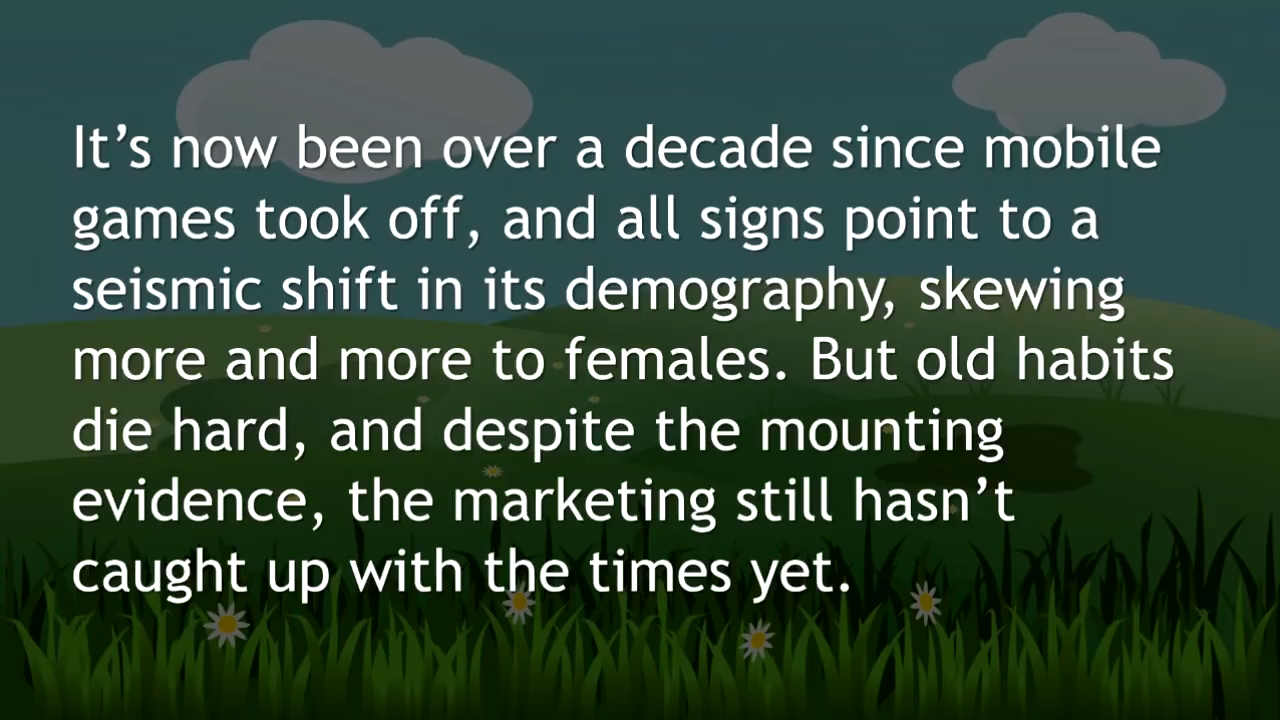 It’s now been over a decade since mobile
games took off, and all signs point to a
seismic shift in its demography, skewing
more and more to females. But old habits
die hard, and despite the mounting
evidence, the marketing still hasn’t
caught up with the times yet.